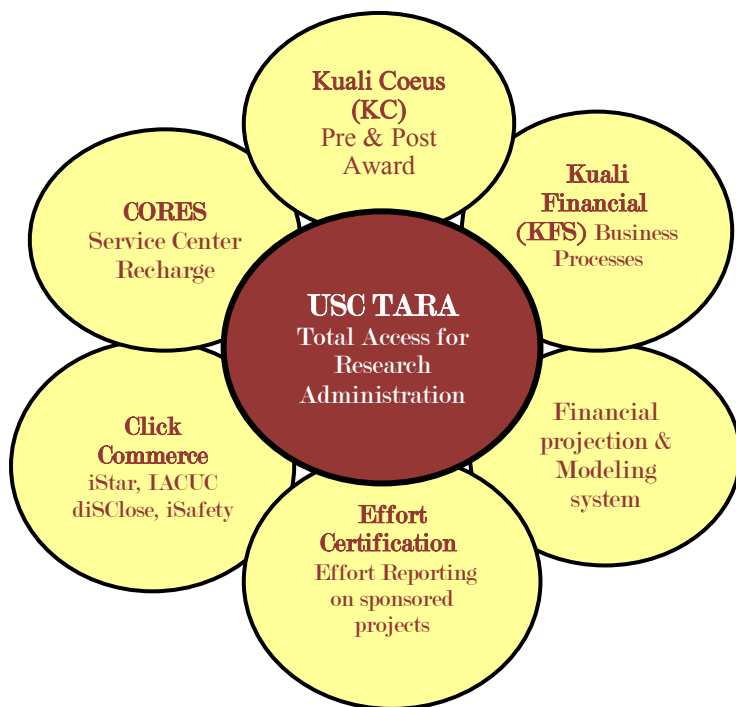 Kuali Coeus
(KC)
Pre & Post
Award
Kuali
Financial
(KFS) Business
Processes
CORES
Service Center
Recharge
USC TARA
Total Access for
Research
Administration
Financial
projection &
Modeling
system
Click
Commerce
iStar, IACUC
diSClose, iSafety
Effort
Certification
Effort Reporting
on sponsored
projects